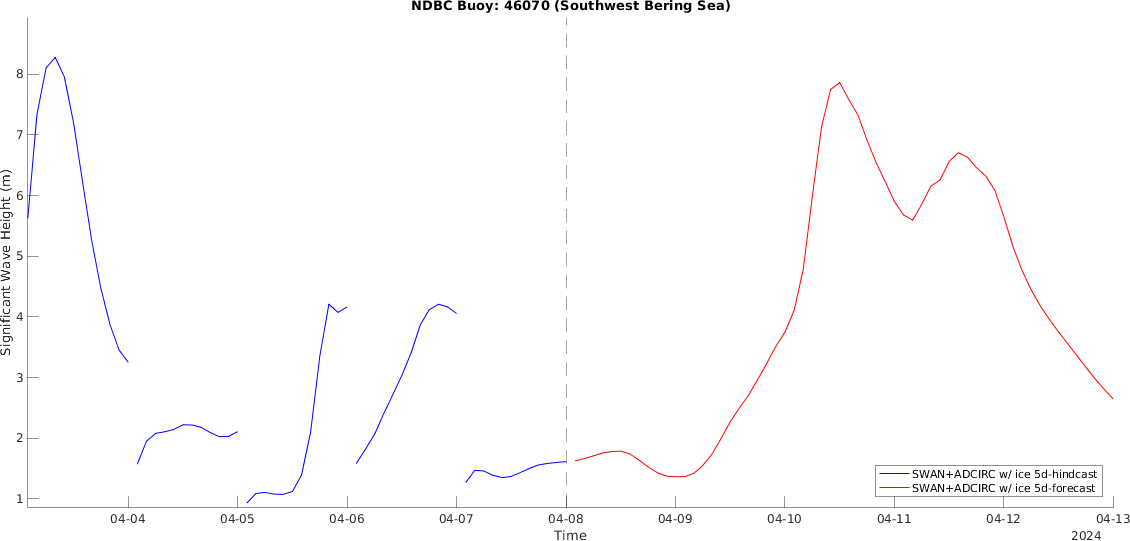 NDBC Buoy: 46070 (Southwest Bering Sea)
Significant Wave Height (m)
8
7
6
5
4
3
2
1
SWAN+ADCIRC w/ ice 5d-hindcast
SWAN+ADCIRC w/ ice 5d-forecast
04-04 04-05 04-06 04-07 04-08 04-09 04-10 04-11 04-12 04-13
Time
2024